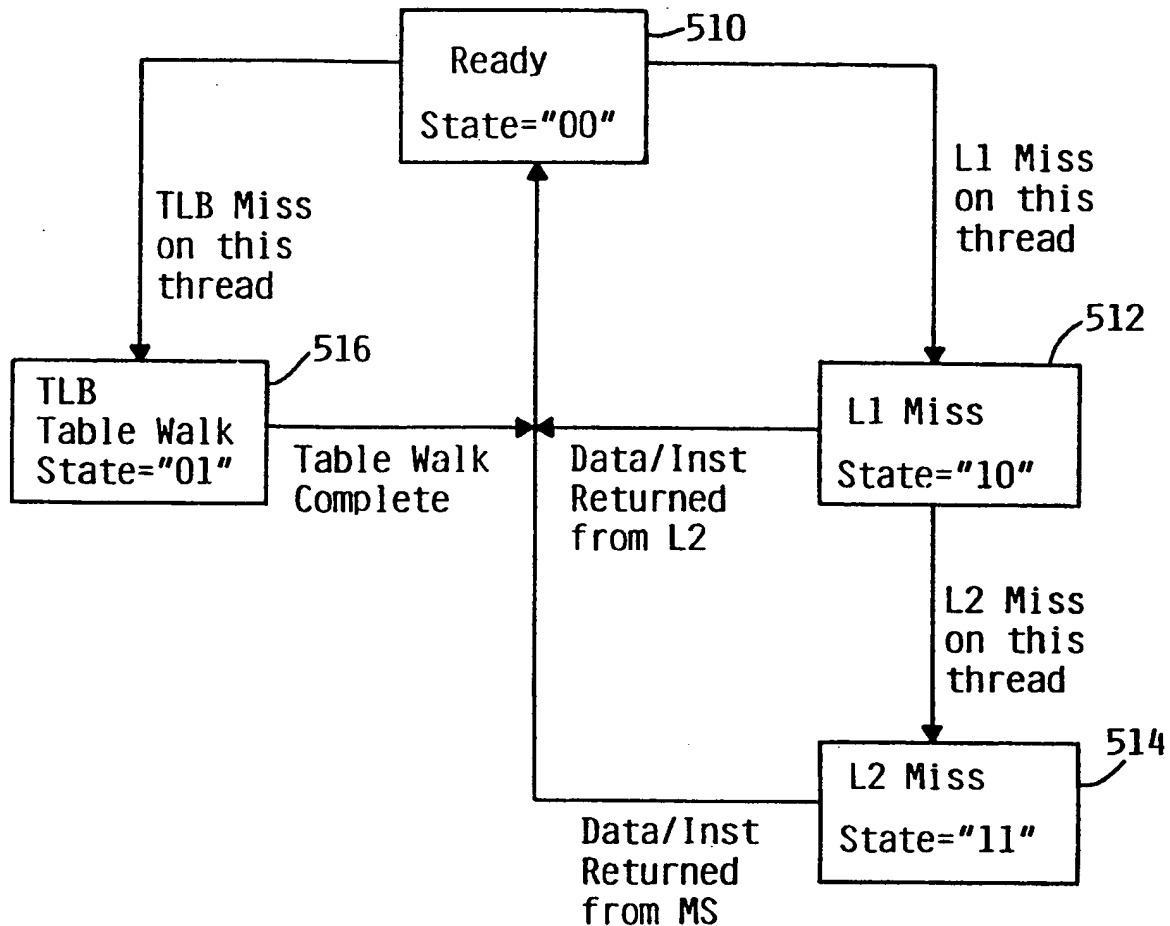 510
Ready
State="00"
L1 Miss
on this
thread
TLB Miss
on this
thread
516
512
TLB
Table Walk
State="01"
L1 Miss
State="10"
Table Walk
Complete
Data/Inst
Returned
from L2
L2 Miss
on this
thread
514
L2 Miss
State="11"
Data/Inst
Returned
from MS